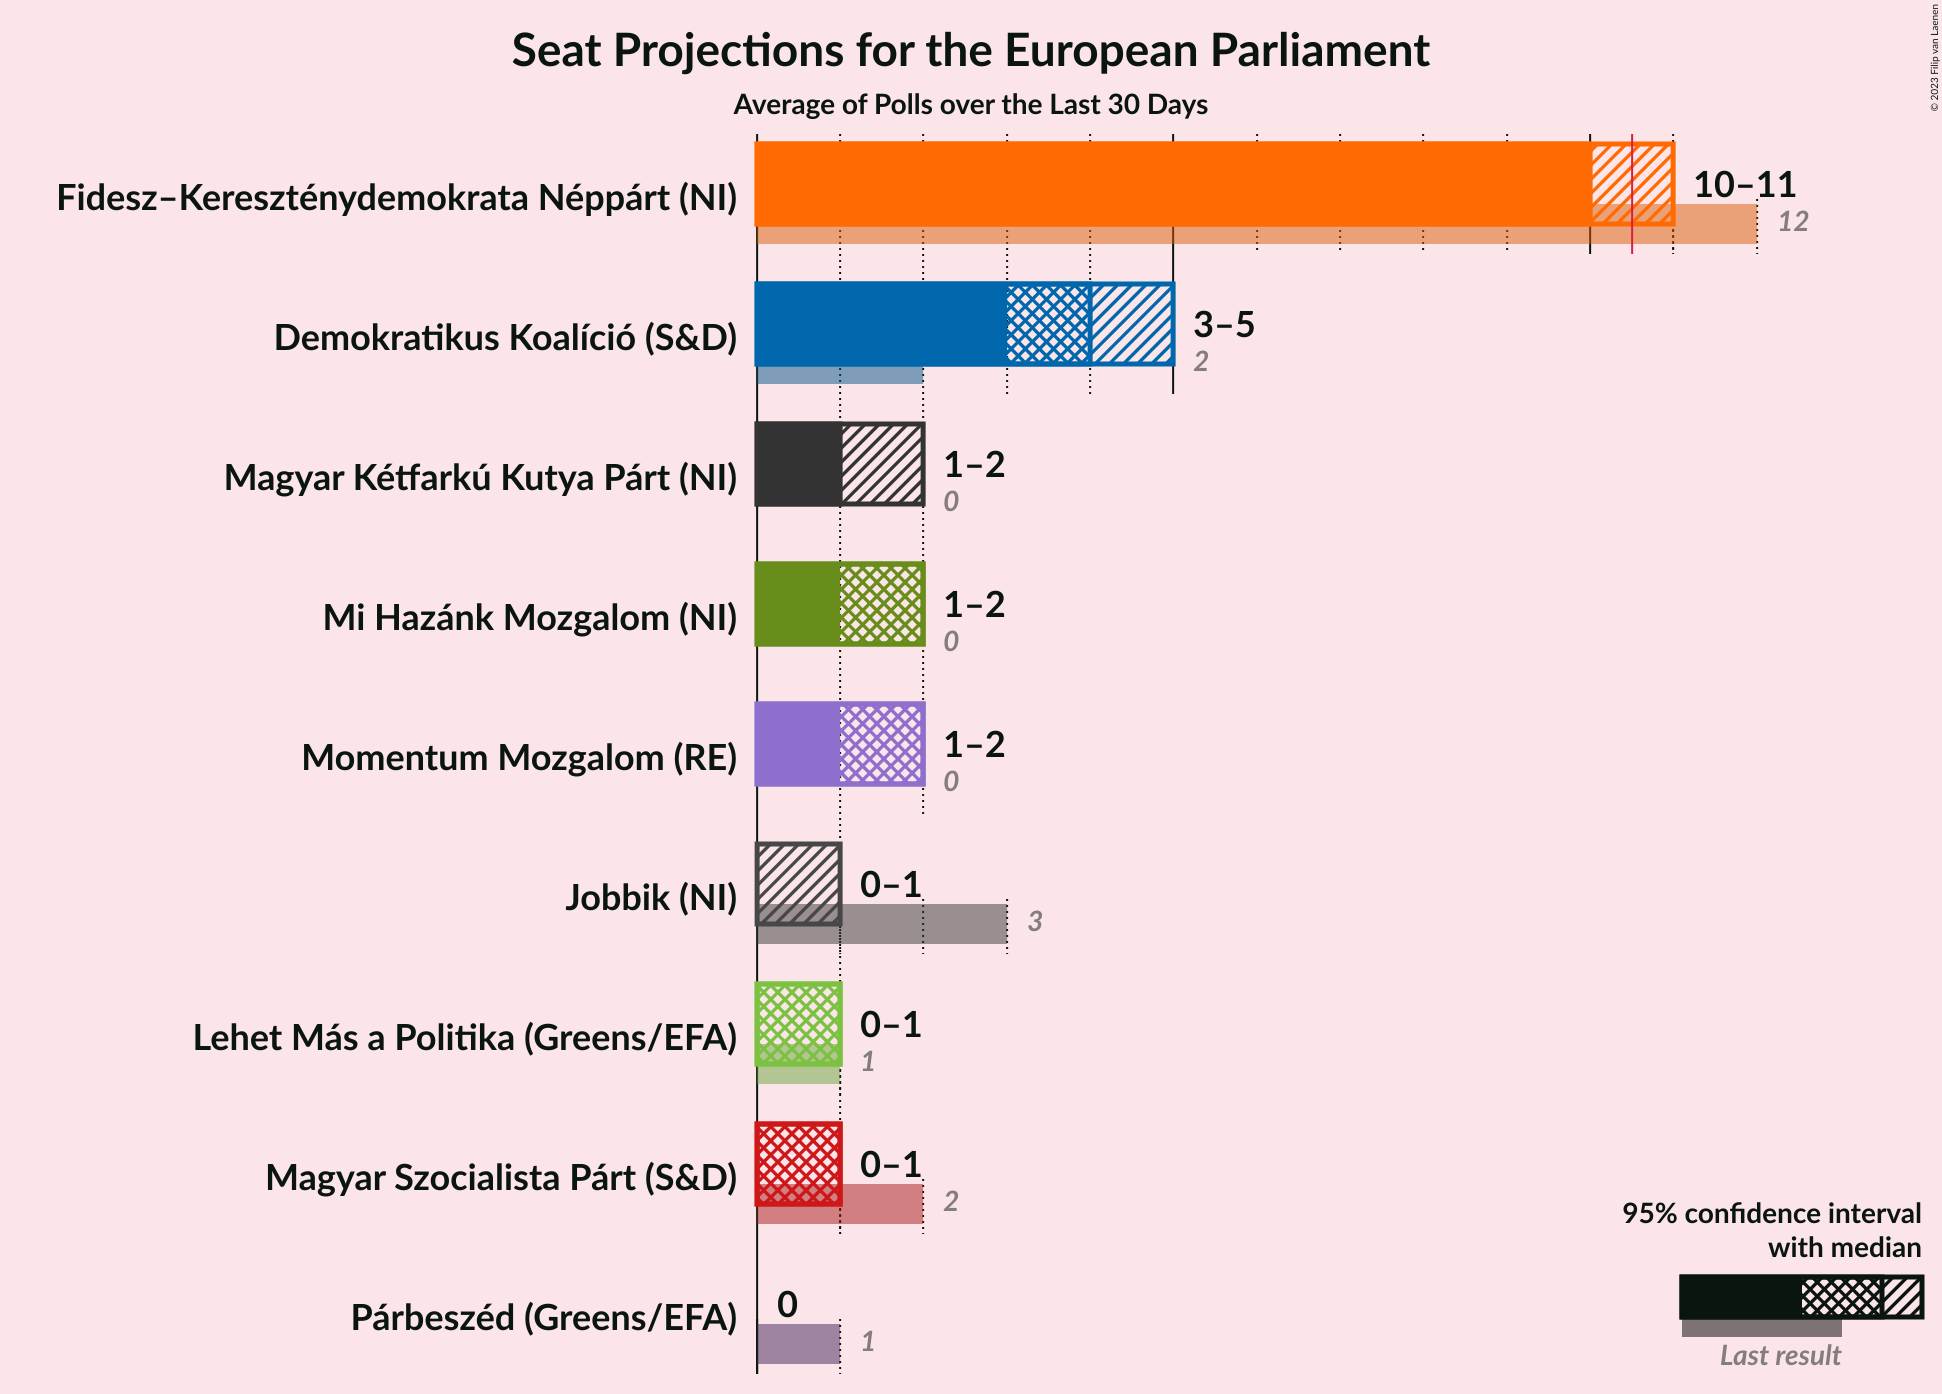 Seat Projections for the European Parliament
Average of Polls over the Last 30 Days
© 2023 Filip van Laenen
Fidesz–Kereszténydemokrata Néppárt (NI)
10–11
12
Demokratikus Koalíció (S&D)
3–5
2
Magyar Kétfarkú Kutya Párt (NI)
1–2
0
Mi Hazánk Mozgalom (NI)
1–2
0
Momentum Mozgalom (RE)
1–2
0
Jobbik (NI)
0–1
3
Lehet Más a Politika (Greens/EFA)
0–1
1
Magyar Szocialista Párt (S&D)
0–1
2
Párbeszéd (Greens/EFA)
0
1
95% confidence interval
with median
Last result